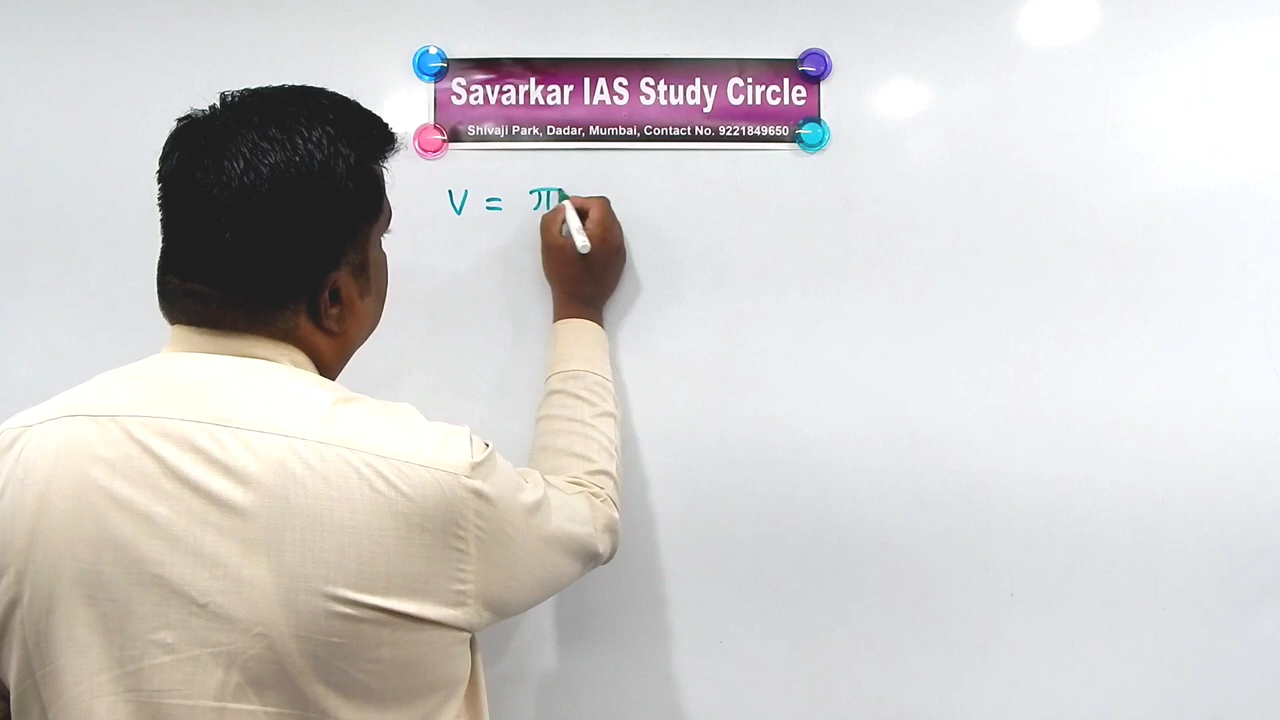 Savarkar IAS Study Circle
Shivaji Park, Dadar, Mumbai, Contact No. 9221849650
V = π